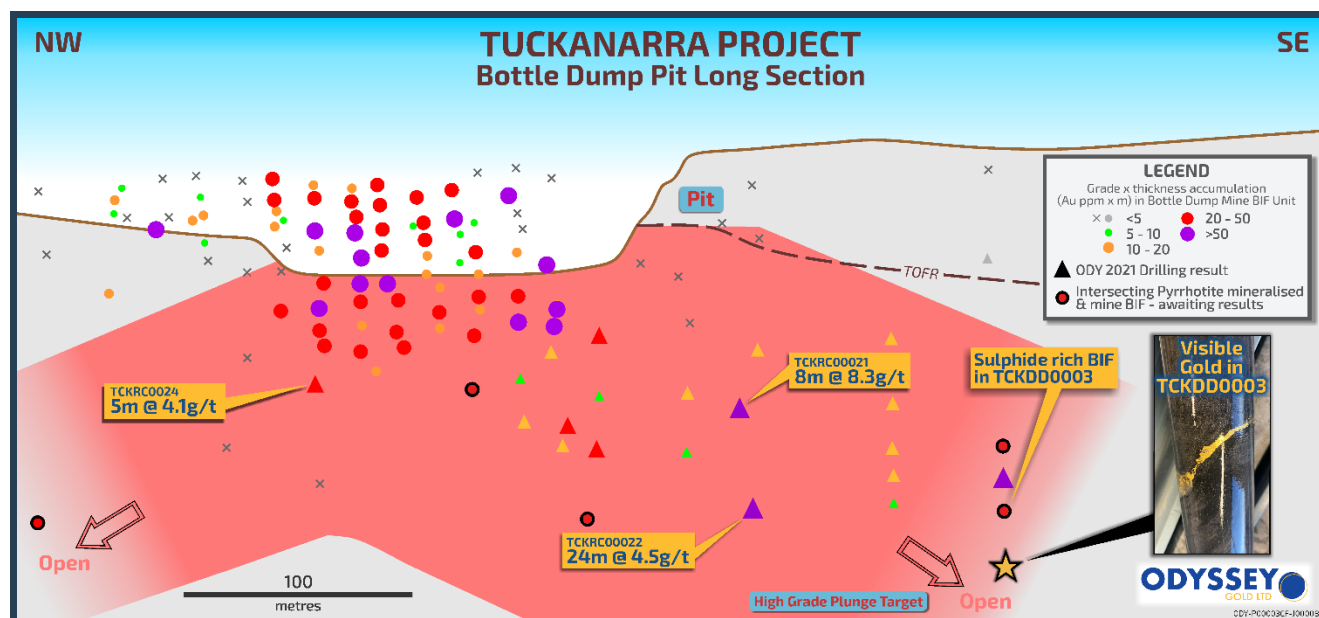 NW
TUCKANARRA PROJECT
SE
Bottle Dump Pit Long Section
LEGEND
Grade x thickness accumulation
(Au ppm x m) in Bottle Dump Mine BIF Unit
<5
20 - 50
5 - 10
>50
10 - 20
ODY 2021 Drilling result
Intersecting Pyrrhotite mineralised
& mine BIF - awaiting results
Pit
TOFR
TCKRC00024
5m @ 4.1g/t
TCKRC00021
8m @ 8.3g/t
Sulphide rich BIF
in TCKDD0003
Visible
Gold in
TCKDD0003
TCKRC00022
24m @ 4.5g/t
Open
100
metres
High Grade Plunge Target
Open
ODYSSEY
GOLD LTD